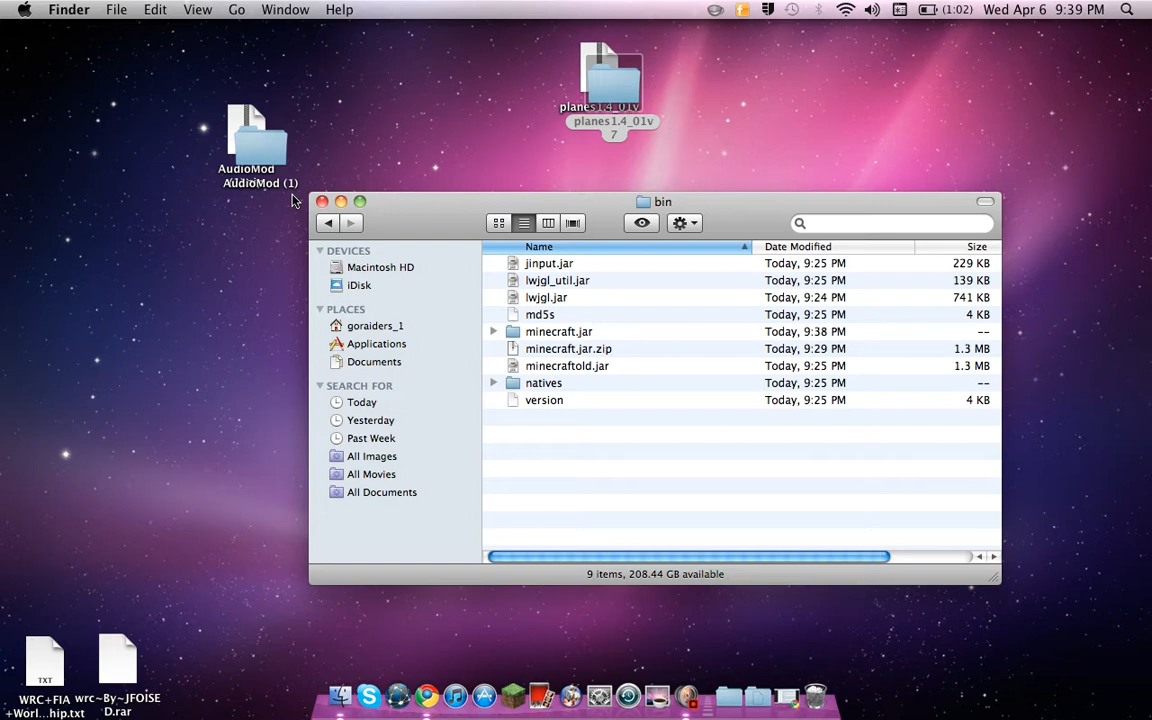 Finder File Edit View Go Window Help (1:02) Wed Apr 6 9:39 PM
planes1.4_01v
planes1.4_01v
7
AudioMod
AudioMod (1)
bin
DEVICES
Macintosh HD
iDisk
PLACES
goraiders_1
Applications
Documents
SEARCH FOR
Today
Yesterday
Past Week
All Images
All Movies
All Documents
Name Date Modified Size
jinput.jar Today, 9:25 PM 229 KB
lwjgl_util.jar Today, 9:25 PM 139 KB
lwjgl.jar Today, 9:24 PM 741 KB
md5s Today, 9:25 PM 4 KB
minecraft.jar Today, 9:38 PM --
minecraft.jar.zip Today, 9:29 PM 1.3 MB
minecraftold.jar Today, 9:25 PM 1.3 MB
natives Today, 9:25 PM --
version Today, 9:25 PM 4 KB
9 items, 208.44 GB available
TXT
WRC+FIA
+Worl...hip.txt
wrc~By~JFOISE
D.rar